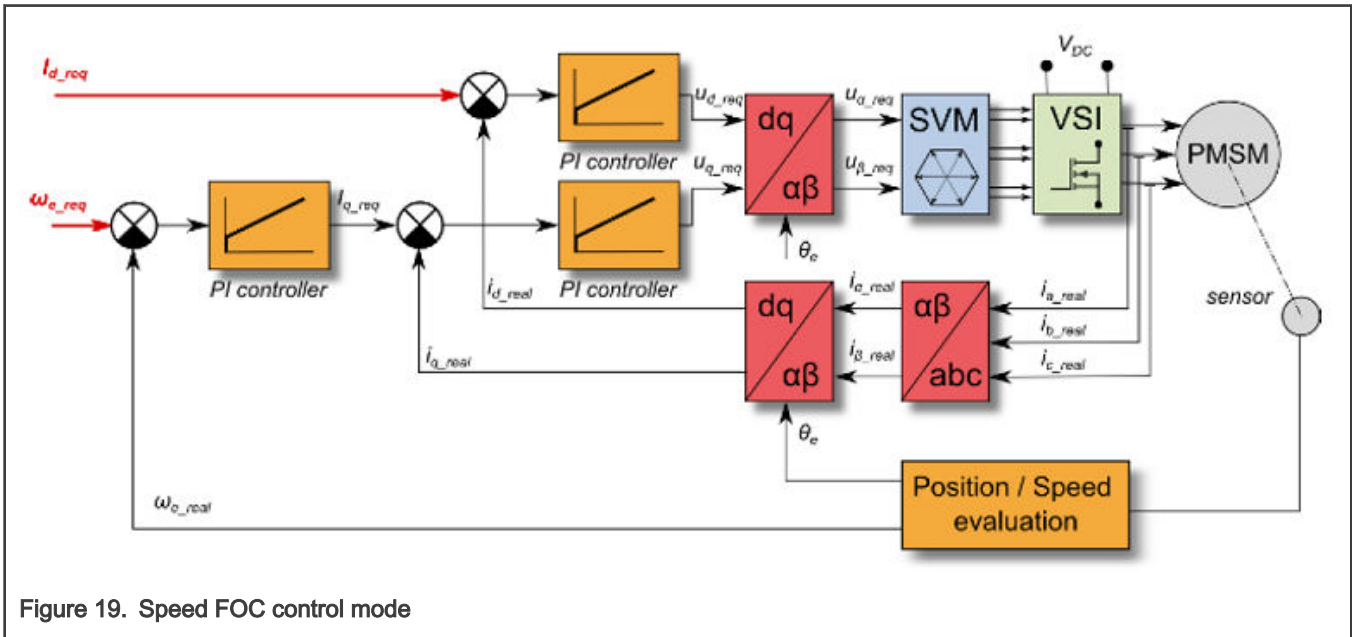 V_DC
I_d_req
u_d_req
u_α_req
dq
αβ
SVM
VSI
PMSM
PI controller
u_q_req
u_β_req
ω_e_req
I_q_req
θ_e
PI controller
PI controller
i_d_real
i_α_real
i_a_real
sensor
dq
αβ
αβ
abc
i_b_real
i_q_real
i_β_real
i_c_real
θ_e
Position / Speed
evaluation
ω_e_real
Figure 19. Speed FOC control mode